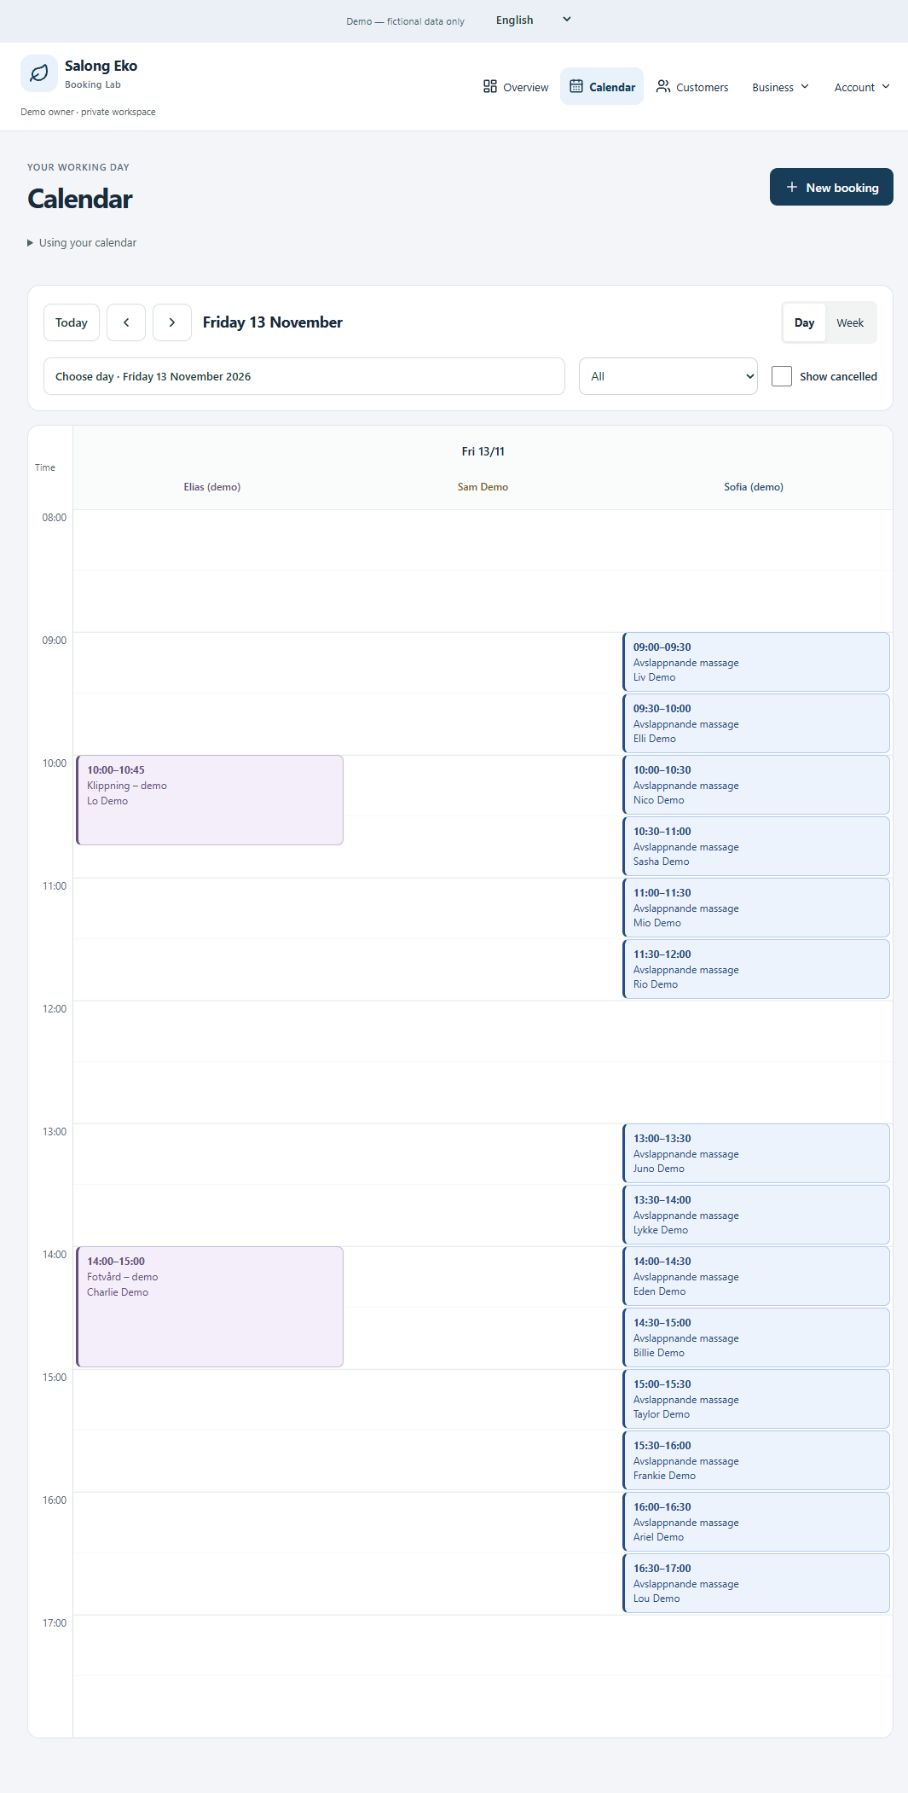 Demo — fictional data only
English
Salong Eko
Booking Lab
Demo owner · private workspace
Overview
Calendar
Customers
Business
Account
YOUR WORKING DAY
Calendar
New booking
Using your calendar
Today
Friday 13 November
Day
Week
Choose day · Friday 13 November 2026
All
Show cancelled
Time
Fri 13/11
Elias (demo)
Sam Demo
Sofia (demo)
08:00
09:00
09:00–09:30
Avslappnande massage
Liv Demo
09:30–10:00
Avslappnande massage
Elli Demo
10:00
10:00–10:45
Klippning – demo
Lo Demo
10:00–10:30
Avslappnande massage
Nico Demo
10:30–11:00
Avslappnande massage
Sasha Demo
11:00
11:00–11:30
Avslappnande massage
Mio Demo
11:30–12:00
Avslappnande massage
Rio Demo
12:00
13:00
13:00–13:30
Avslappnande massage
Juno Demo
13:30–14:00
Avslappnande massage
Lykke Demo
14:00
14:00–15:00
Fotvård – demo
Charlie Demo
14:00–14:30
Avslappnande massage
Eden Demo
14:30–15:00
Avslappnande massage
Billie Demo
15:00
15:00–15:30
Avslappnande massage
Taylor Demo
15:30–16:00
Avslappnande massage
Frankie Demo
16:00
16:00–16:30
Avslappnande massage
Ariel Demo
16:30–17:00
Avslappnande massage
Lou Demo
17:00